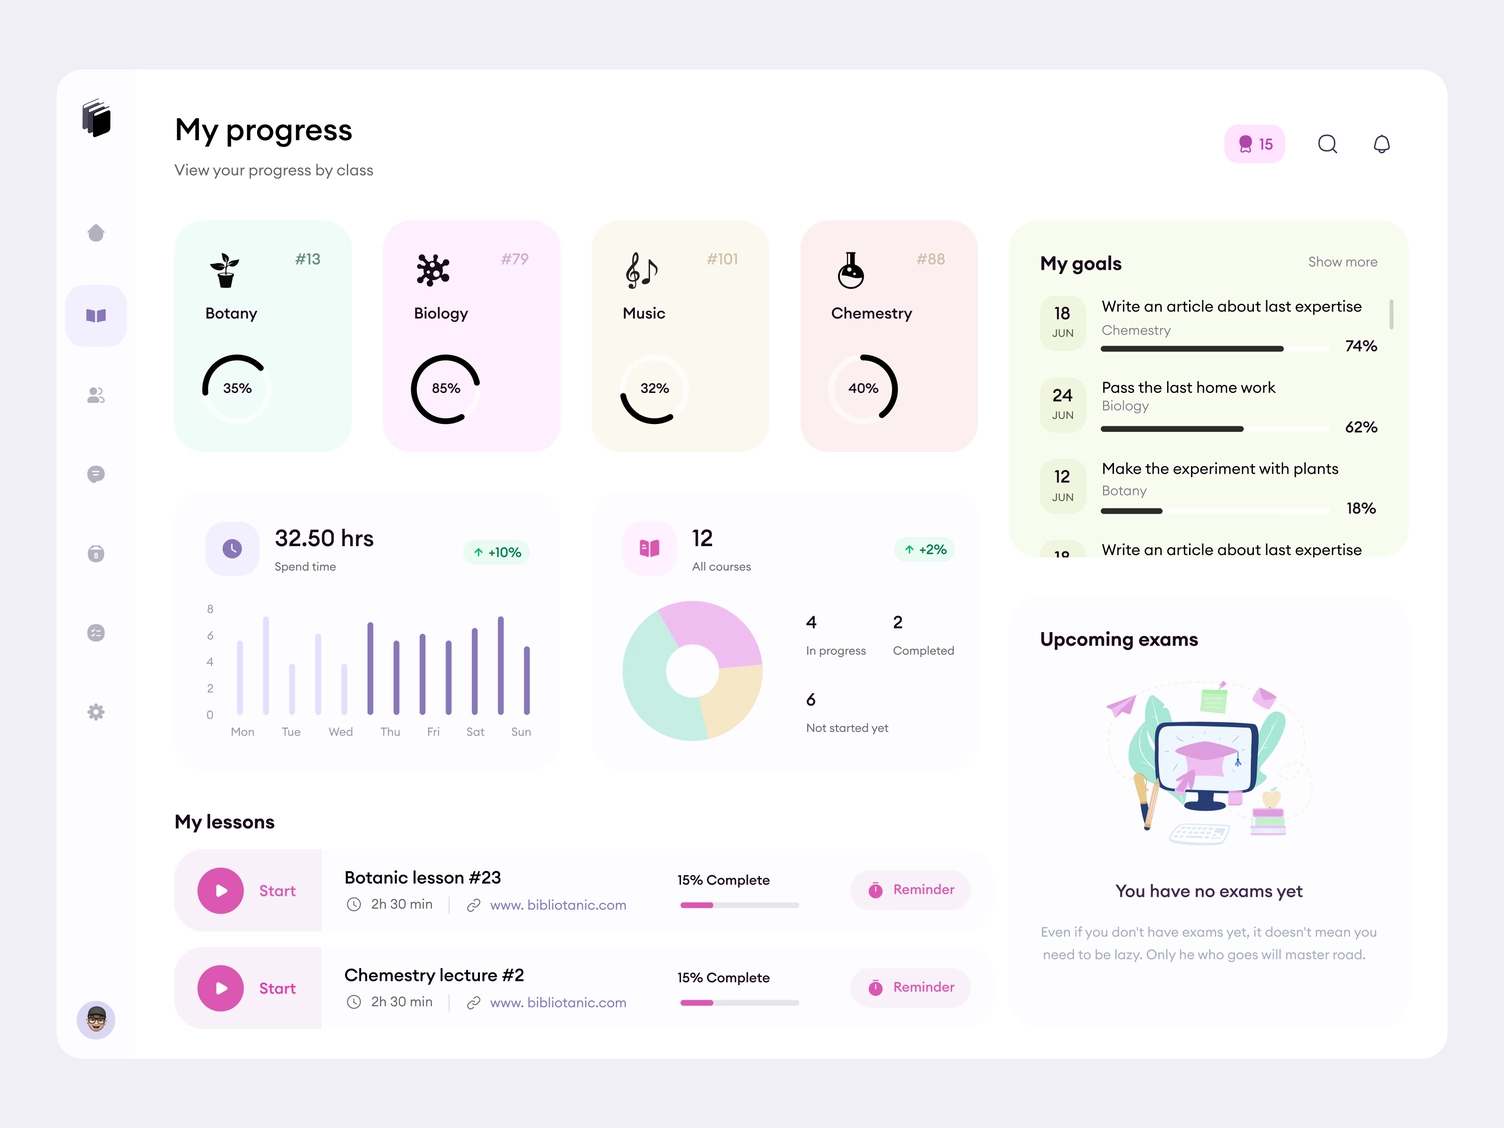 My progress
View your progress by class
15
#13
Botany
35%
#79
Biology
85%
#101
Music
32%
#88
Chemestry
40%
My goals
Show more
18
JUN
Write an article about last expertise
Chemestry
74%
24
JUN
Pass the last home work
Biology
62%
12
JUN
Make the experiment with plants
Botany
18%
18
Write an article about last expertise
32.50 hrs
Spend time
+10%
8
6
4
2
0
Mon Tue Wed Thu Fri Sat Sun
12
All courses
+2%
4
In progress
2
Completed
6
Not started yet
Upcoming exams
You have no exams yet
Even if you don't have exams yet, it doesn't mean you
need to be lazy. Only he who goes will master road.
My lessons
Start
Botanic lesson #23
2h 30 min
www. bibliotanic.com
15% Complete
Reminder
Start
Chemestry lecture #2
2h 30 min
www. bibliotanic.com
15% Complete
Reminder